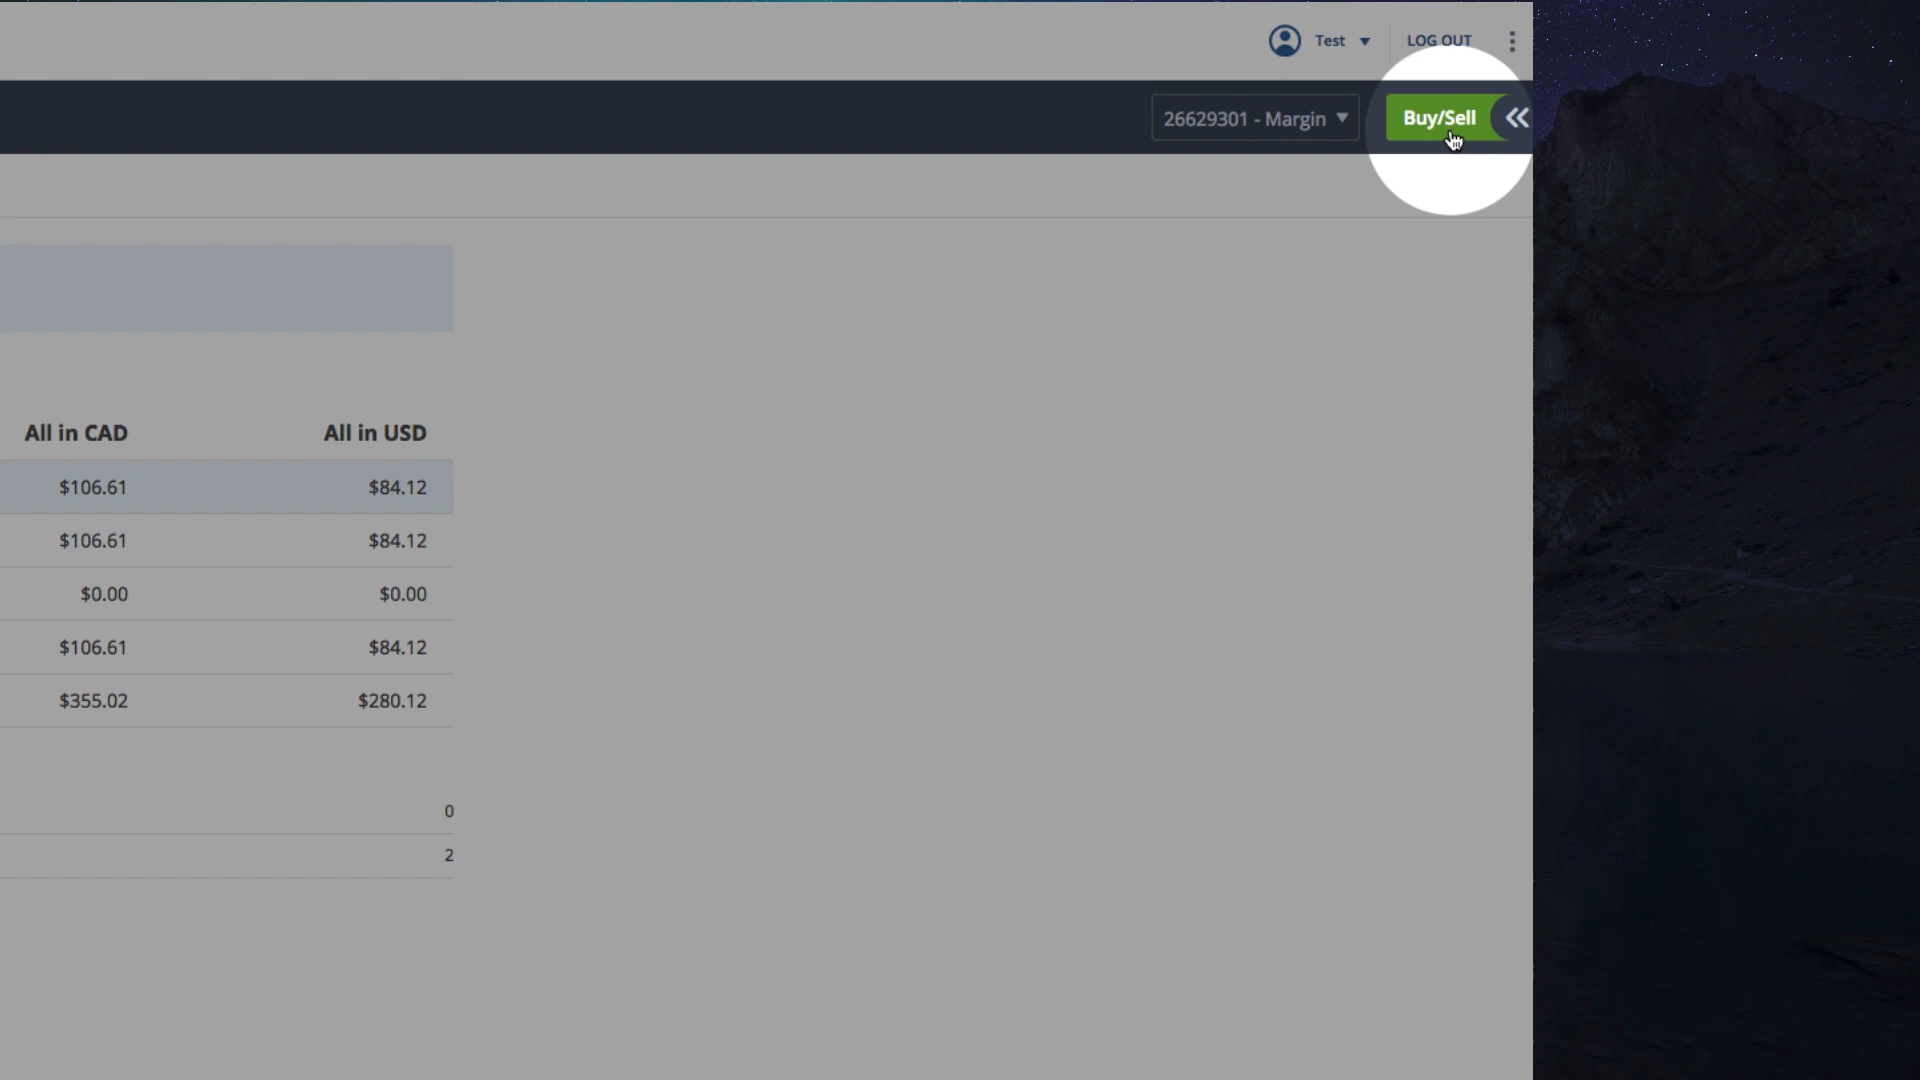 Test LOG OUT
26629301 - Margin Buy/Sell
All in CAD All in USD
$106.61 $84.12
$106.61 $84.12
$0.00 $0.00
$106.61 $84.12
$355.02 $280.12
0
2